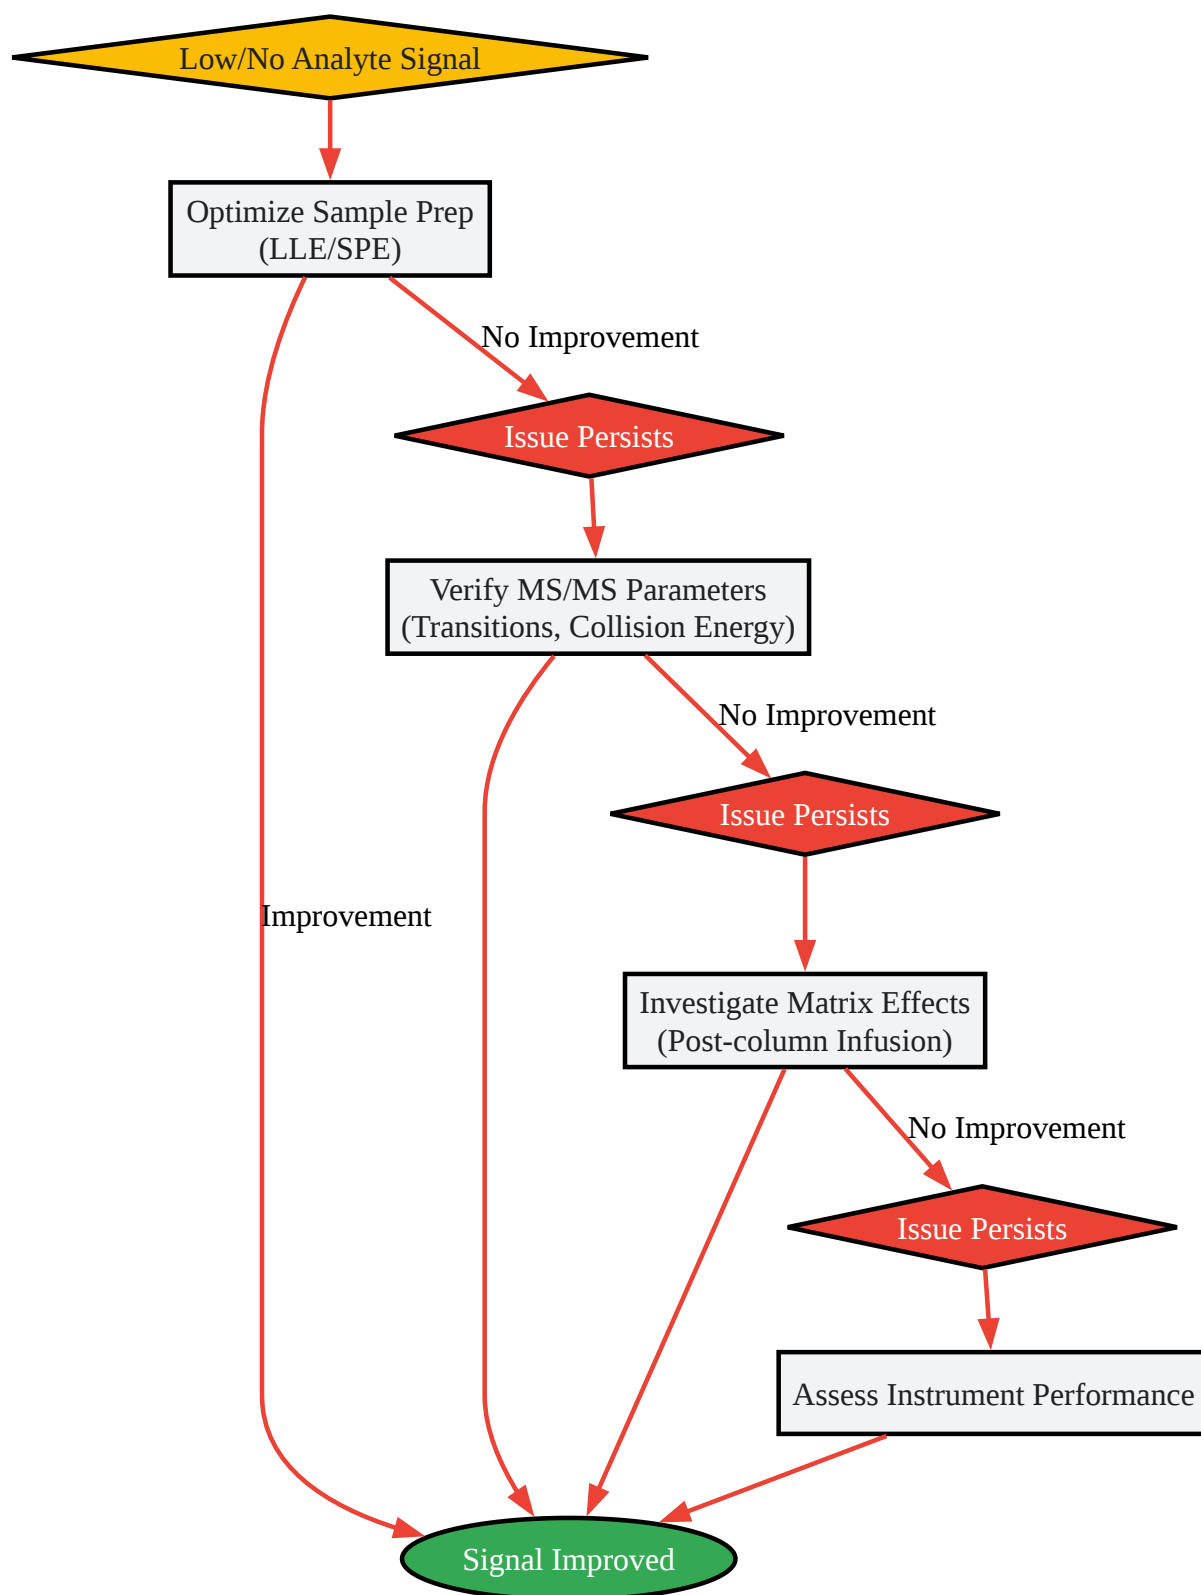 Low/No Analyte Signal
Optimize Sample Prep
(LLE/SPE)
No Improvement
Issue Persists
Verify MS/MS Parameters
(Transitions, Collision Energy)
No Improvement
Issue Persists
Improvement
Investigate Matrix Effects
(Post-column Infusion)
No Improvement
Issue Persists
Assess Instrument Performance
Signal Improved